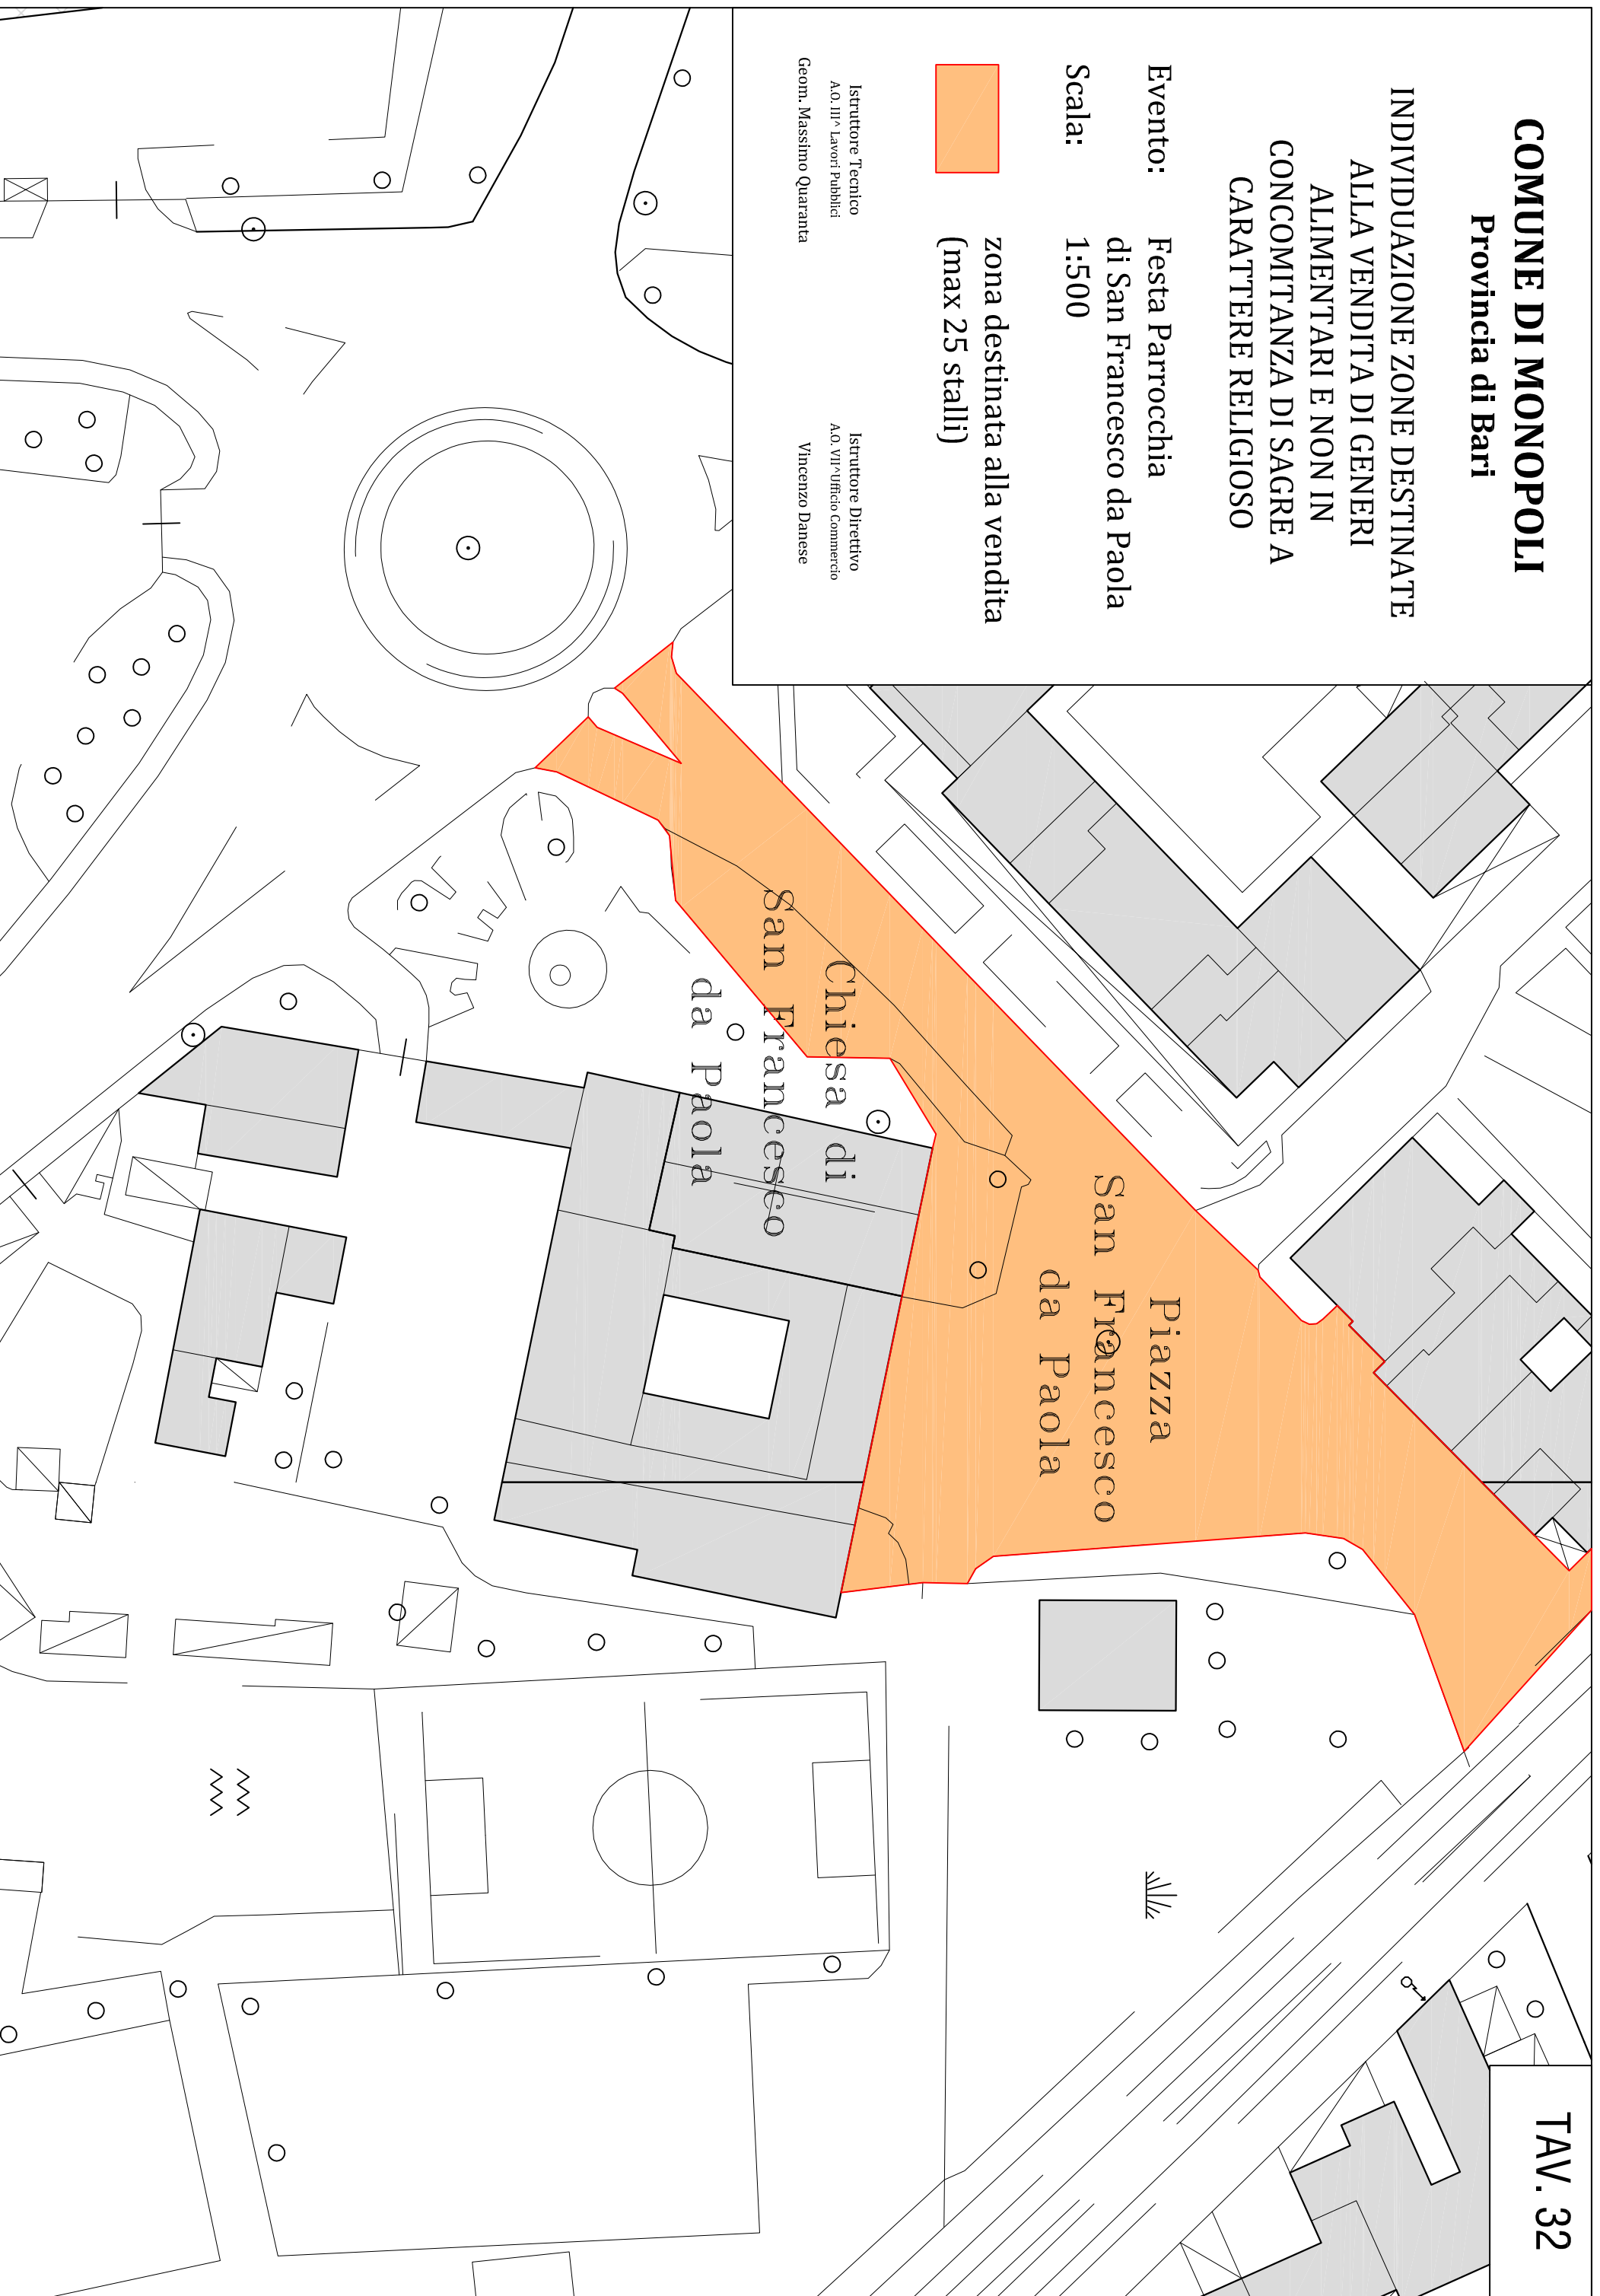 COMUNE DI MONOPOLI
Provincia di Bari
INDIVIDUAZIONE ZONE DESTINATE
ALLA VENDITA DI GENERI
ALIMENTARI E NON IN
CONCOMITANZA DI SAGRE A
CARATTERE RELIGIOSO
Evento: Festa Parrocchia
di San Francesco da Paola
Scala: 1:500
zona destinata alla vendita
(max 25 stalli)
Istruttore Tecnico
A.O. III^ Lavori Pubblici
Geom. Massimo Quaranta
Istruttore Direttivo
A.O. VII^Ufficio Commercio
Vincenzo Danese
Piazza
San Francesco
da Paola
Chiesa di
San Francesco
da Paola
TAV. 32